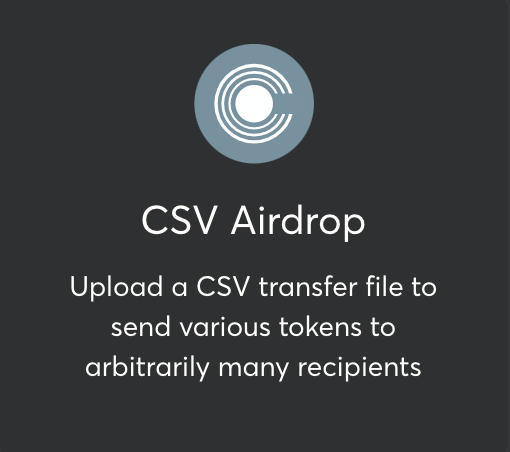 CSV Airdrop
Upload a CSV transfer file to
send various tokens to
arbitrarily many recipients